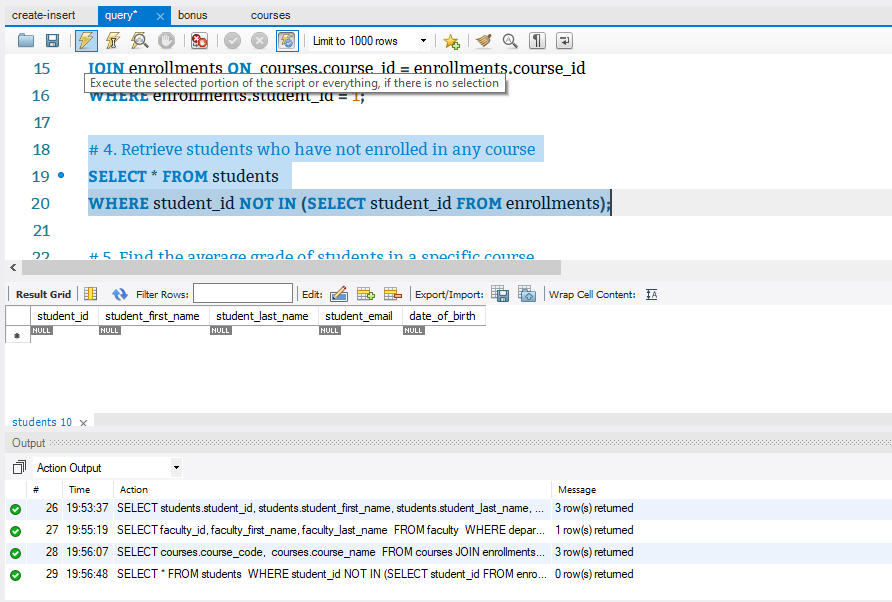 create-insert query* × bonus courses
Limit to 1000 rows
15 JOIN enrollments ON courses.course_id = enrollments.course_id
Execute the selected portion of the script or everything, if there is no selection
16 WHERE enrollments.student_id = 1;
17
18 # 4. Retrieve students who have not enrolled in any course
19 SELECT * FROM students
20 WHERE student_id NOT IN (SELECT student_id FROM enrollments);
21
22 # 5. Find the average grade of students in a specific course
Result Grid Filter Rows: Edit: Export/Import: Wrap Cell Content: IA
student_id student_first_name student_last_name student_email date_of_birth
* NULL NULL NULL NULL NULL
students 10 ×
Output
Action Output
# Time Action Message
26 19:53:37 SELECT students.student_id, students.student_first_name, students.student_last_name, ... 3 row(s) returned
27 19:55:19 SELECT faculty_id, faculty_first_name, faculty_last_name FROM faculty WHERE depar... 1 row(s) returned
28 19:56:07 SELECT courses.course_code, courses.course_name FROM courses JOIN enrollments... 3 row(s) returned
29 19:56:48 SELECT * FROM students WHERE student_id NOT IN (SELECT student_id FROM enro... 0 row(s) returned